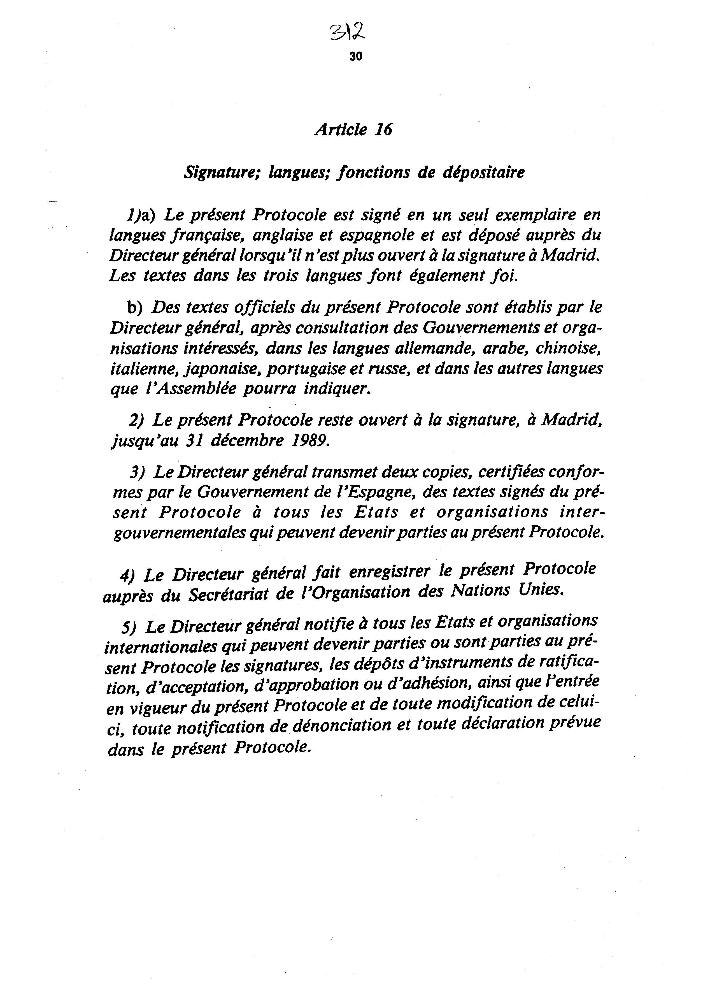 312
30
Article 16
Signature; langues; fonctions de dépositaire
1)a) Le présent Protocole est signé en un seul exemplaire en
langues française, anglaise et espagnole et est déposé auprès du
Directeur général lorsqu'il n'est plus ouvert à la signature à Madrid.
Les textes dans les trois langues font également foi.
b) Des textes officiels du présent Protocole sont établis par le
Directeur général, après consultation des Gouvernements et orga-
nisations intéressés, dans les langues allemande, arabe, chinoise,
italienne, japonaise, portugaise et russe, et dans les autres langues
que l'Assemblée pourra indiquer.
2) Le présent Protocole reste ouvert à la signature, à Madrid,
jusqu'au 31 décembre 1989.
3) Le Directeur général transmet deux copies, certifiées confor-
mes par le Gouvernement de l'Espagne, des textes signés du pré-
sent Protocole à tous les Etats et organisations inter-
gouvernementales qui peuvent devenir parties au présent Protocole.
4) Le Directeur général fait enregistrer le présent Protocole
auprès du Secrétariat de l'Organisation des Nations Unies.
5) Le Directeur général notifie à tous les Etats et organisations
internationales qui peuvent devenir parties ou sont parties au pré-
sent Protocole les signatures, les dépôts d'instruments de ratifica-
tion, d'acceptation, d'approbation ou d'adhésion, ainsi que l'entrée
en vigueur du présent Protocole et de toute modification de celui-
ci, toute notification de dénonciation et toute déclaration prévue
dans le présent Protocole.